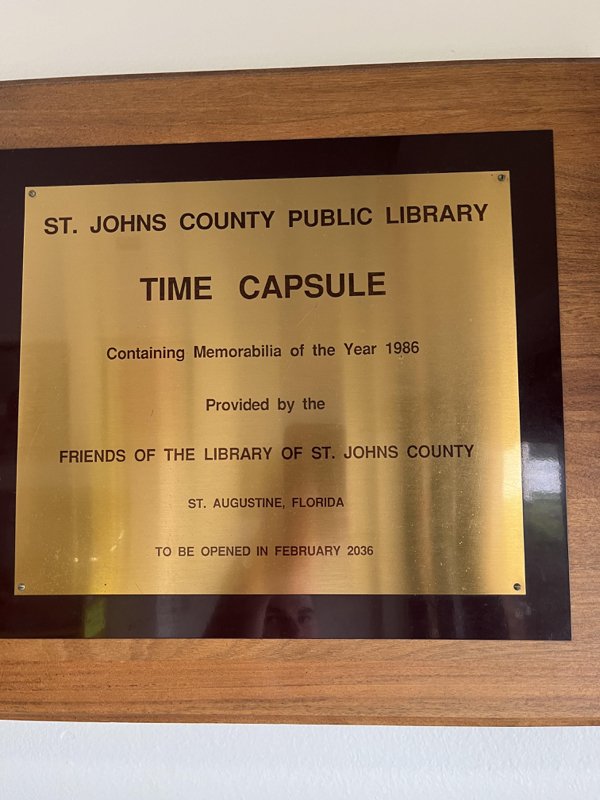 ST. JOHNS COUNTY PUBLIC LIBRARY
TIME CAPSULE
Containing Memorabilia of the Year 1986
Provided by the
FRIENDS OF THE LIBRARY OF ST. JOHNS COUNTY
ST. AUGUSTINE, FLORIDA
TO BE OPENED IN FEBRUARY 2036